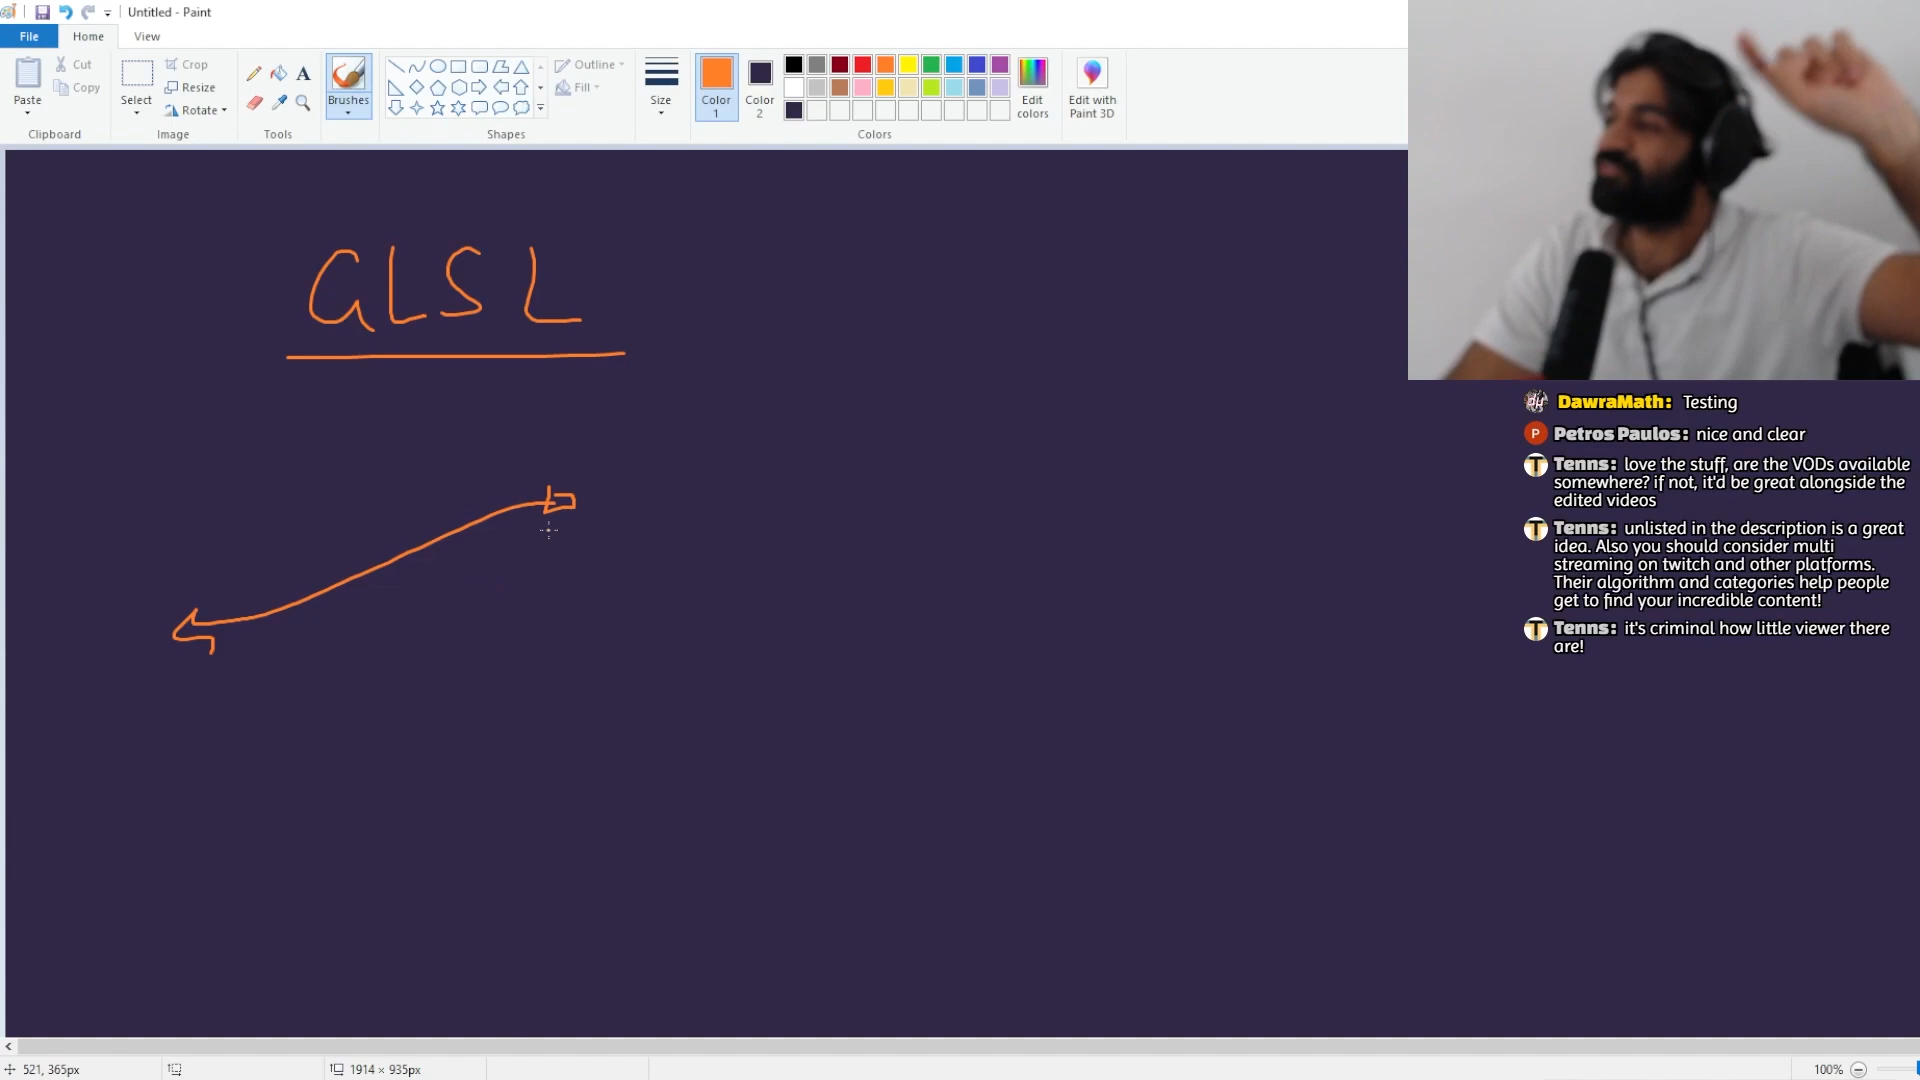 Untitled - Paint
File
Home
View
Paste
Cut
Copy
Clipboard
Select
Crop
Resize
Rotate
Image
A
Tools
Brushes
Outline
Fill
Shapes
Size
Color
1
Color
2
Edit
colors
Colors
Edit with
Paint 3D
GLSL
DawraMath: Testing
P Petros Paulos: nice and clear
Tenns: love the stuff, are the VODs available
somewhere? if not, it'd be great alongside the
edited videos
Tenns: unlisted in the description is a great
idea. Also you should consider multi
streaming on twitch and other platforms.
Their algorithm and categories help people
get to find your incredible content!
Tenns: it's criminal how little viewer there
are!
521, 365px
1914 × 935px
100%